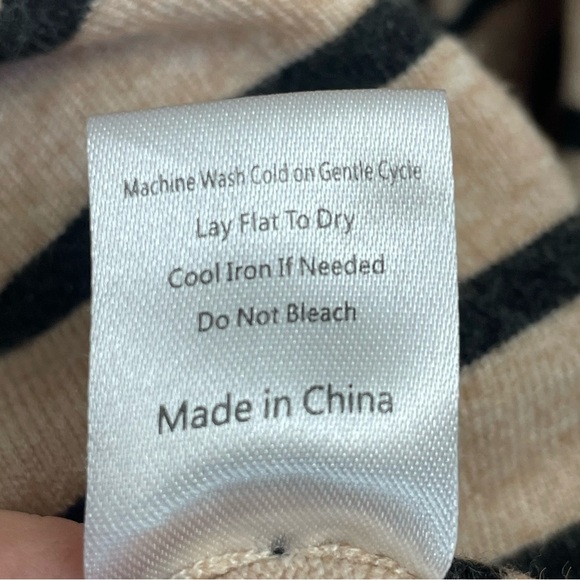 Machine Wash Cold on Gentle Cycle
Lay Flat To Dry
Cool Iron If Needed
Do Not Bleach
Made in China